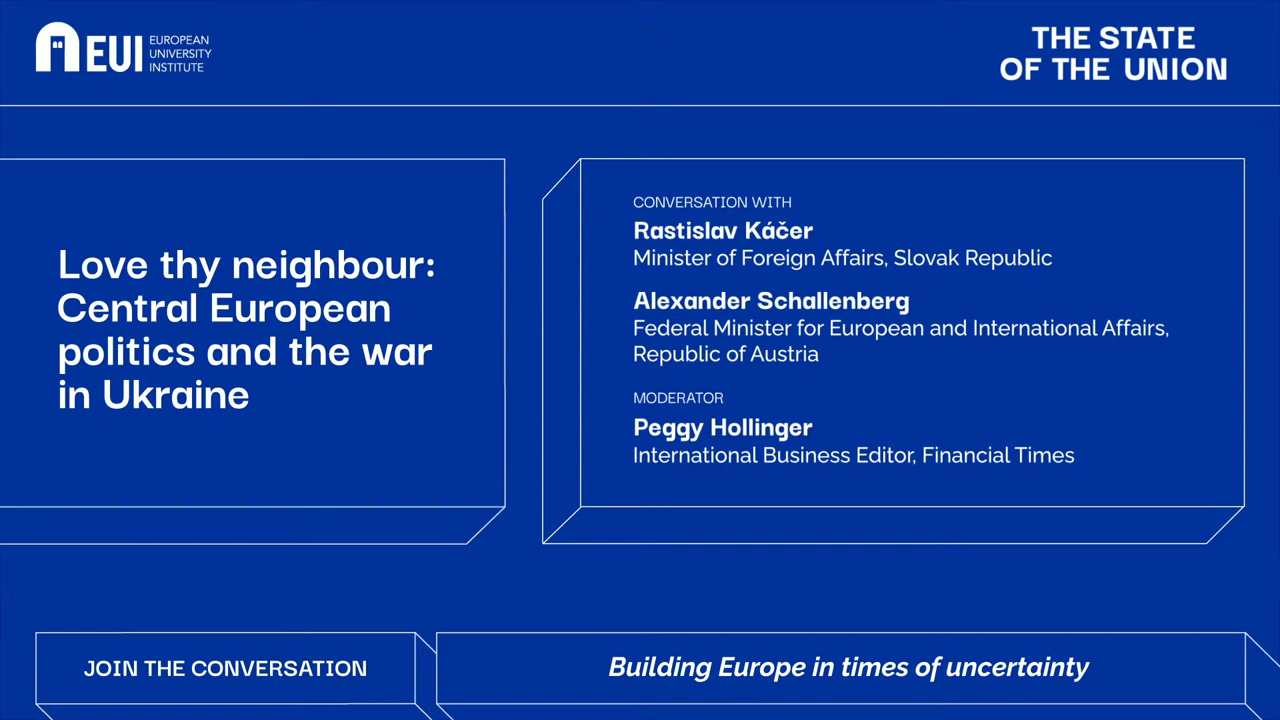 EUI
EUROPEAN
UNIVERSITY
INSTITUTE
THE STATE
OF THE UNION
Love thy neighbour:
Central European
politics and the war
in Ukraine
CONVERSATION WITH
Rastislav Káčer
Minister of Foreign Affairs, Slovak Republic
Alexander Schallenberg
Federal Minister for European and International Affairs,
Republic of Austria
MODERATOR
Peggy Hollinger
International Business Editor, Financial Times
JOIN THE CONVERSATION
Building Europe in times of uncertainty